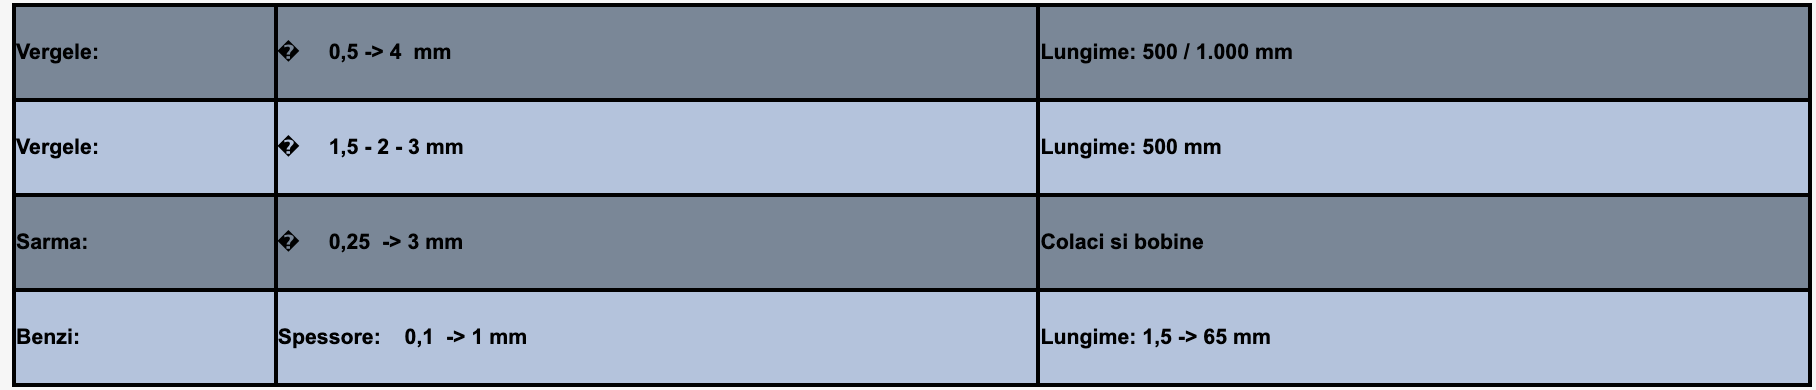 Vergele: � 0,5 -> 4 mm Lungime: 500 / 1.000 mm
Vergele: � 1,5 - 2 - 3 mm Lungime: 500 mm
Sarma: � 0,25 -> 3 mm Colaci si bobine
Benzi: Spessore: 0,1 -> 1 mm Lungime: 1,5 -> 65 mm